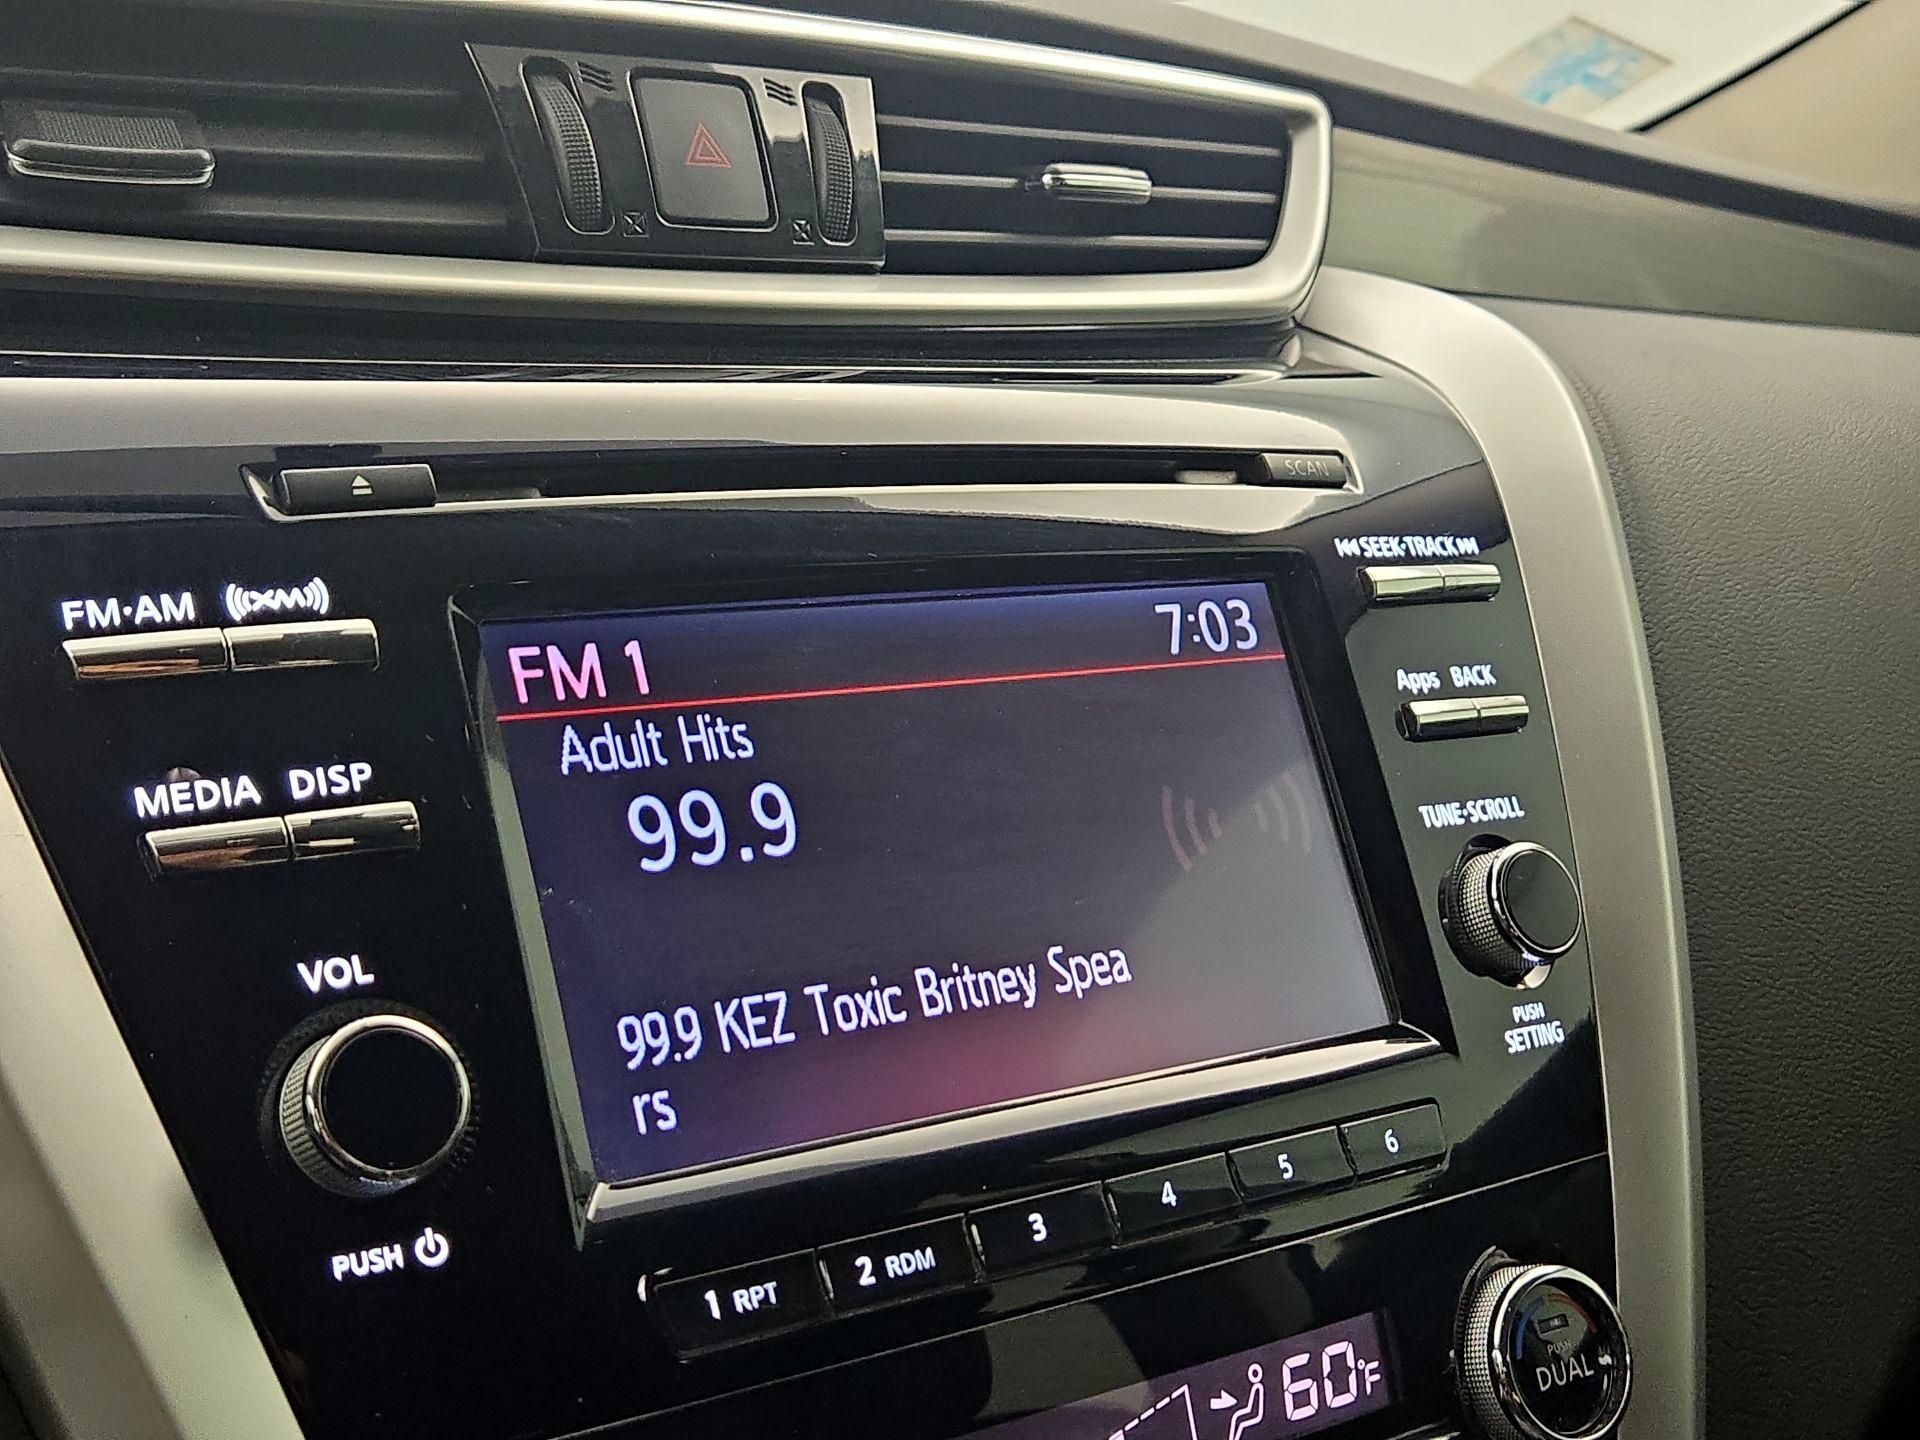 SCAN
SEEK·TRACK
FM·AM XM
FM 1 7:03
Apps BACK
Adult Hits
MEDIA DISP
99.9
TUNE·SCROLL
VOL
99.9 KEZ Toxic Britney Spea
rs
PUSH
SETTING
PUSH
1 RPT 2 RDM 3 4 5 6
60°F
PUSH
DUAL